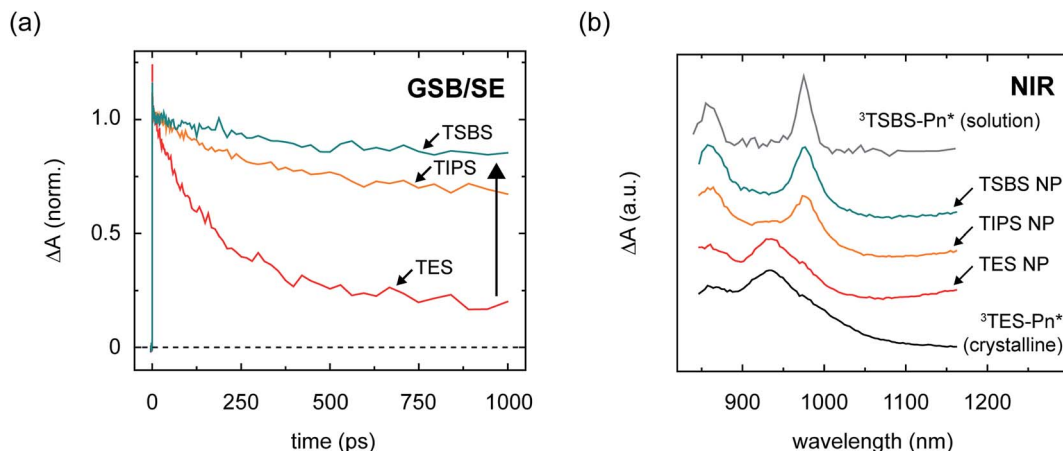 (a)
GSB/SE
TSBS
TIPS
TES
1.0
0.5
0
ΔA (norm.)
0 250 500 750 1000
time (ps)
(b)
NIR
³TSBS-Pn* (solution)
TSBS NP
TIPS NP
TES NP
³TES-Pn*
(crystalline)
ΔA (a.u.)
900 1000 1100 1200
wavelength (nm)